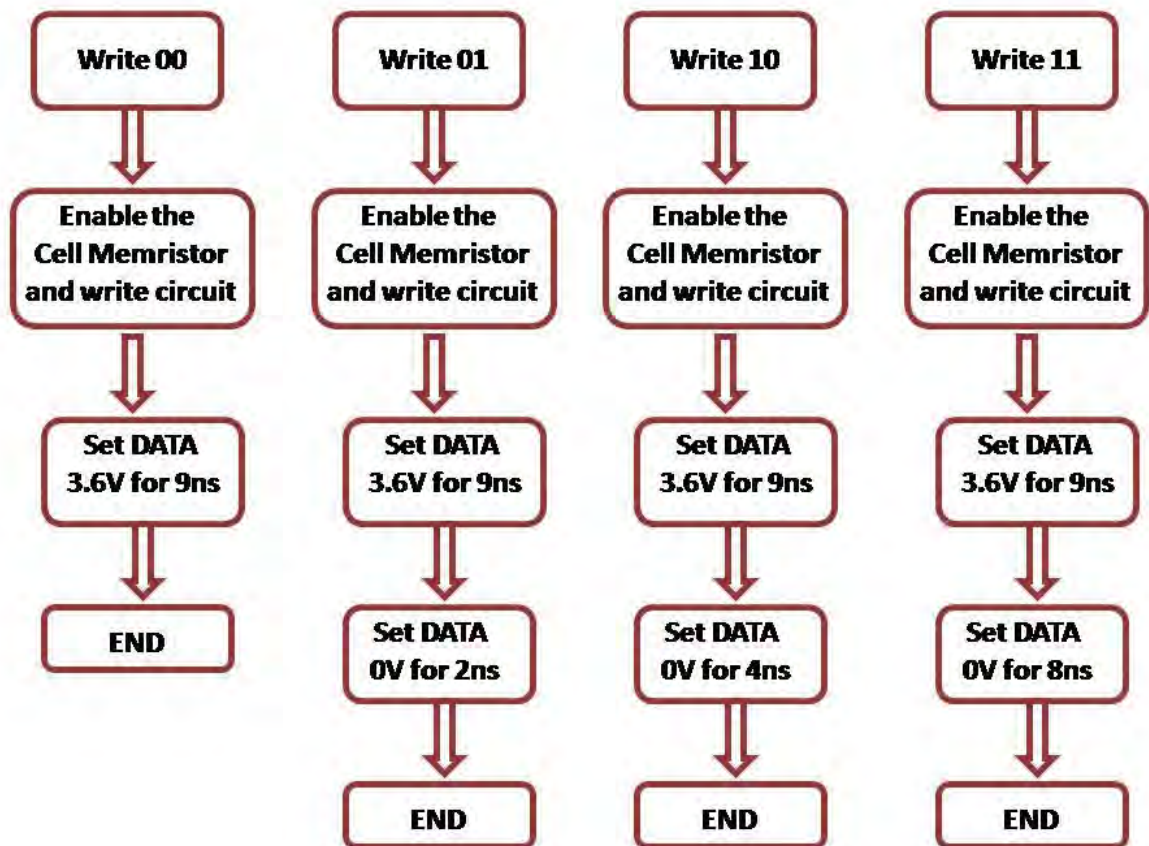 Write 00
Enable the
Cell Memristor
and write circuit
Set DATA
3.6V for 9ns
END
Write 01
Enable the
Cell Memristor
and write circuit
Set DATA
3.6V for 9ns
Set DATA
0V for 2ns
END
Write 10
Enable the
Cell Memristor
and write circuit
Set DATA
3.6V for 9ns
Set DATA
0V for 4ns
END
Write 11
Enable the
Cell Memristor
and write circuit
Set DATA
3.6V for 9ns
Set DATA
0V for 8ns
END